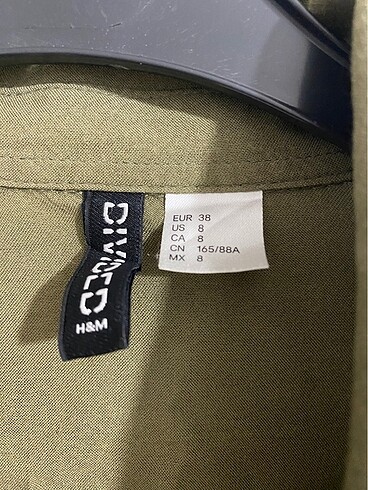 DIVIDED
H&M
EUR 38
US 8
CA 8
CN 165/88A
MX 8